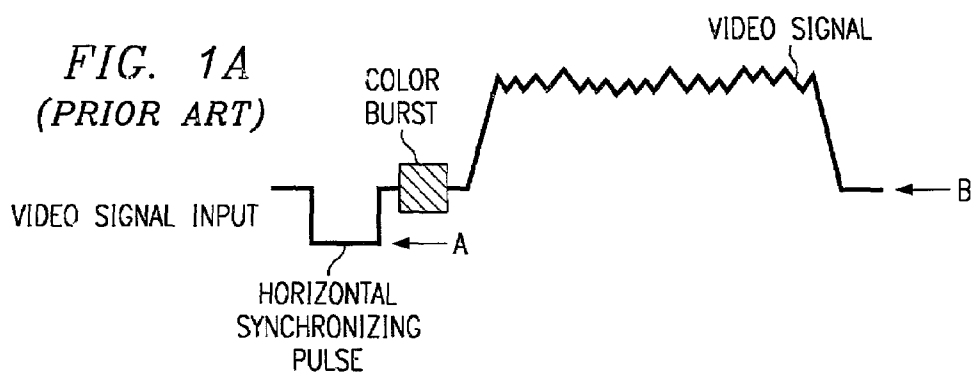 FIG. 1A
(PRIOR ART)
COLOR
BURST
VIDEO SIGNAL
VIDEO SIGNAL INPUT
A
B
HORIZONTAL
SYNCHRONIZING
PULSE